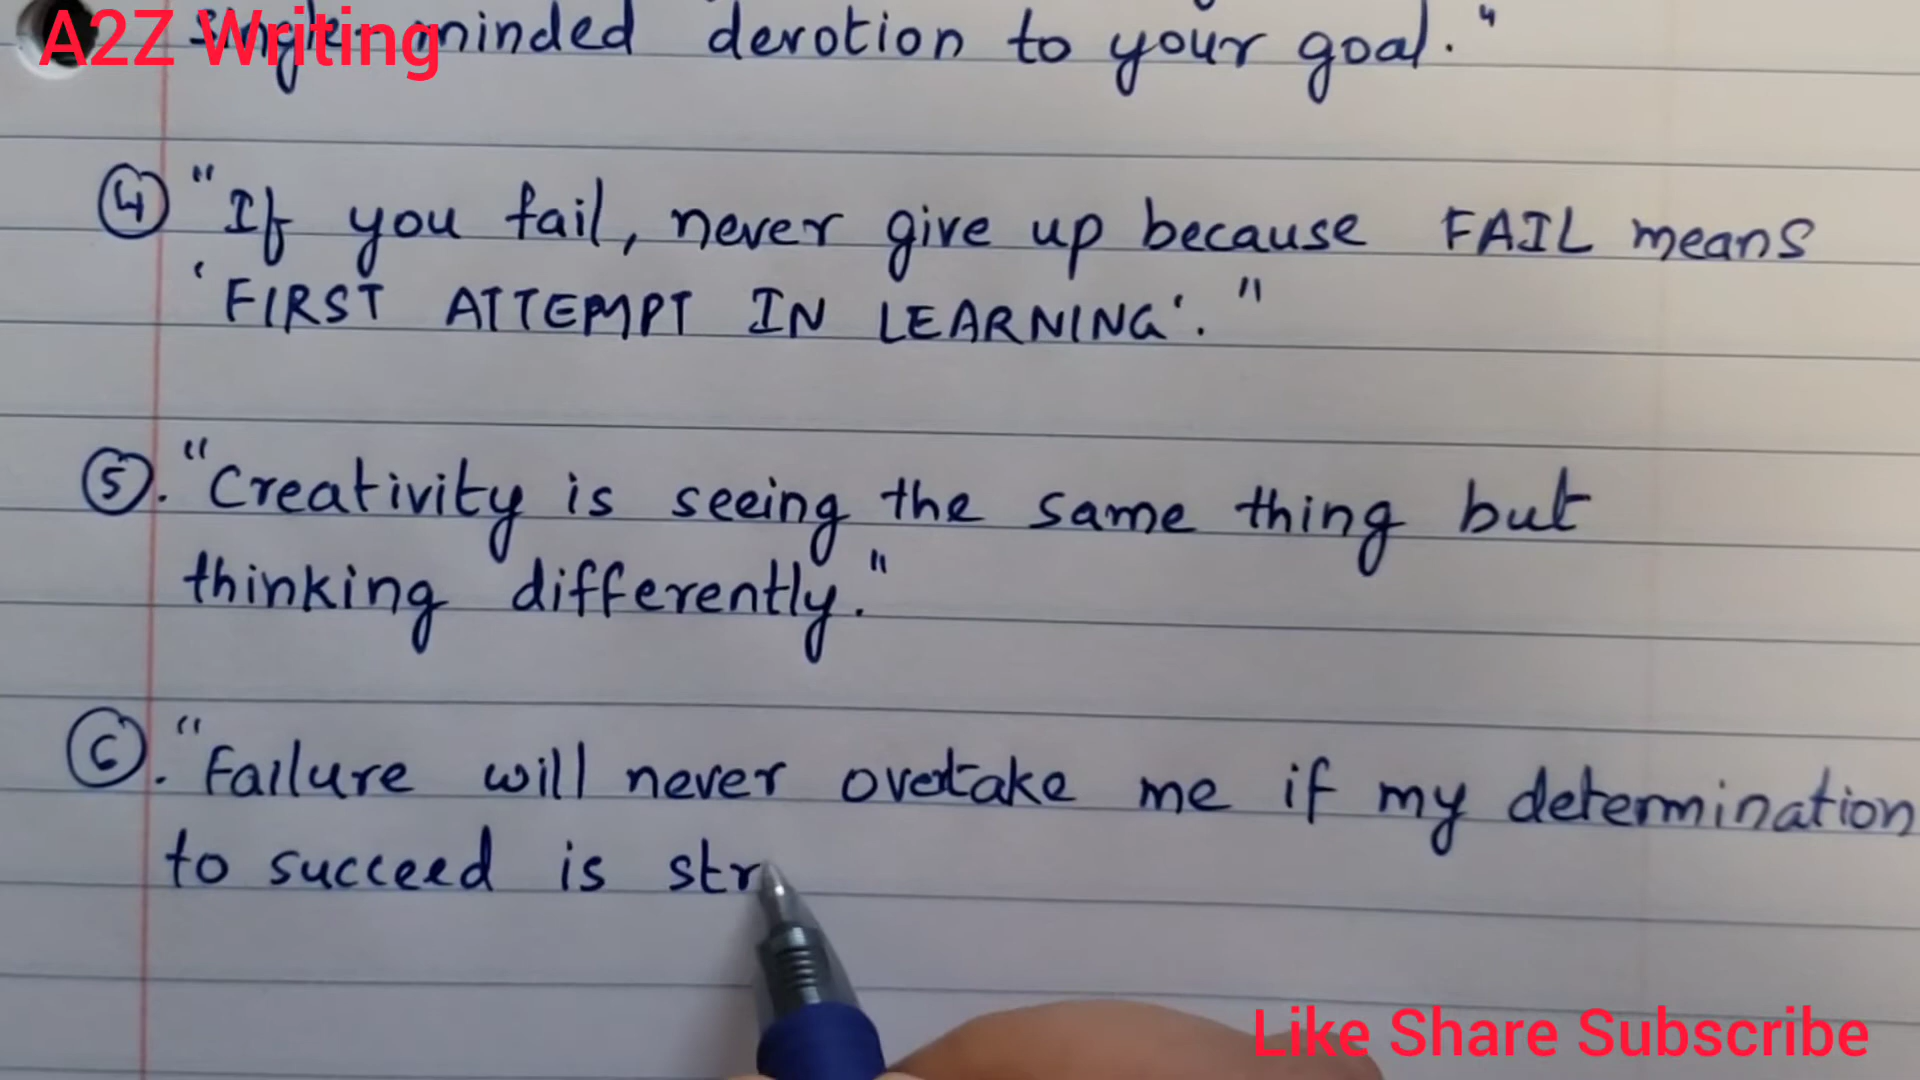 A2Z Writing
single-minded devotion to your goal."
④ "If you fail, never give up because FAIL means
'FIRST ATTEMPT IN LEARNING'."
⑤. "Creativity is seeing the same thing but
thinking differently."
⑥. "Failure will never overtake me if my determination
to succeed is str
Like Share Subscribe